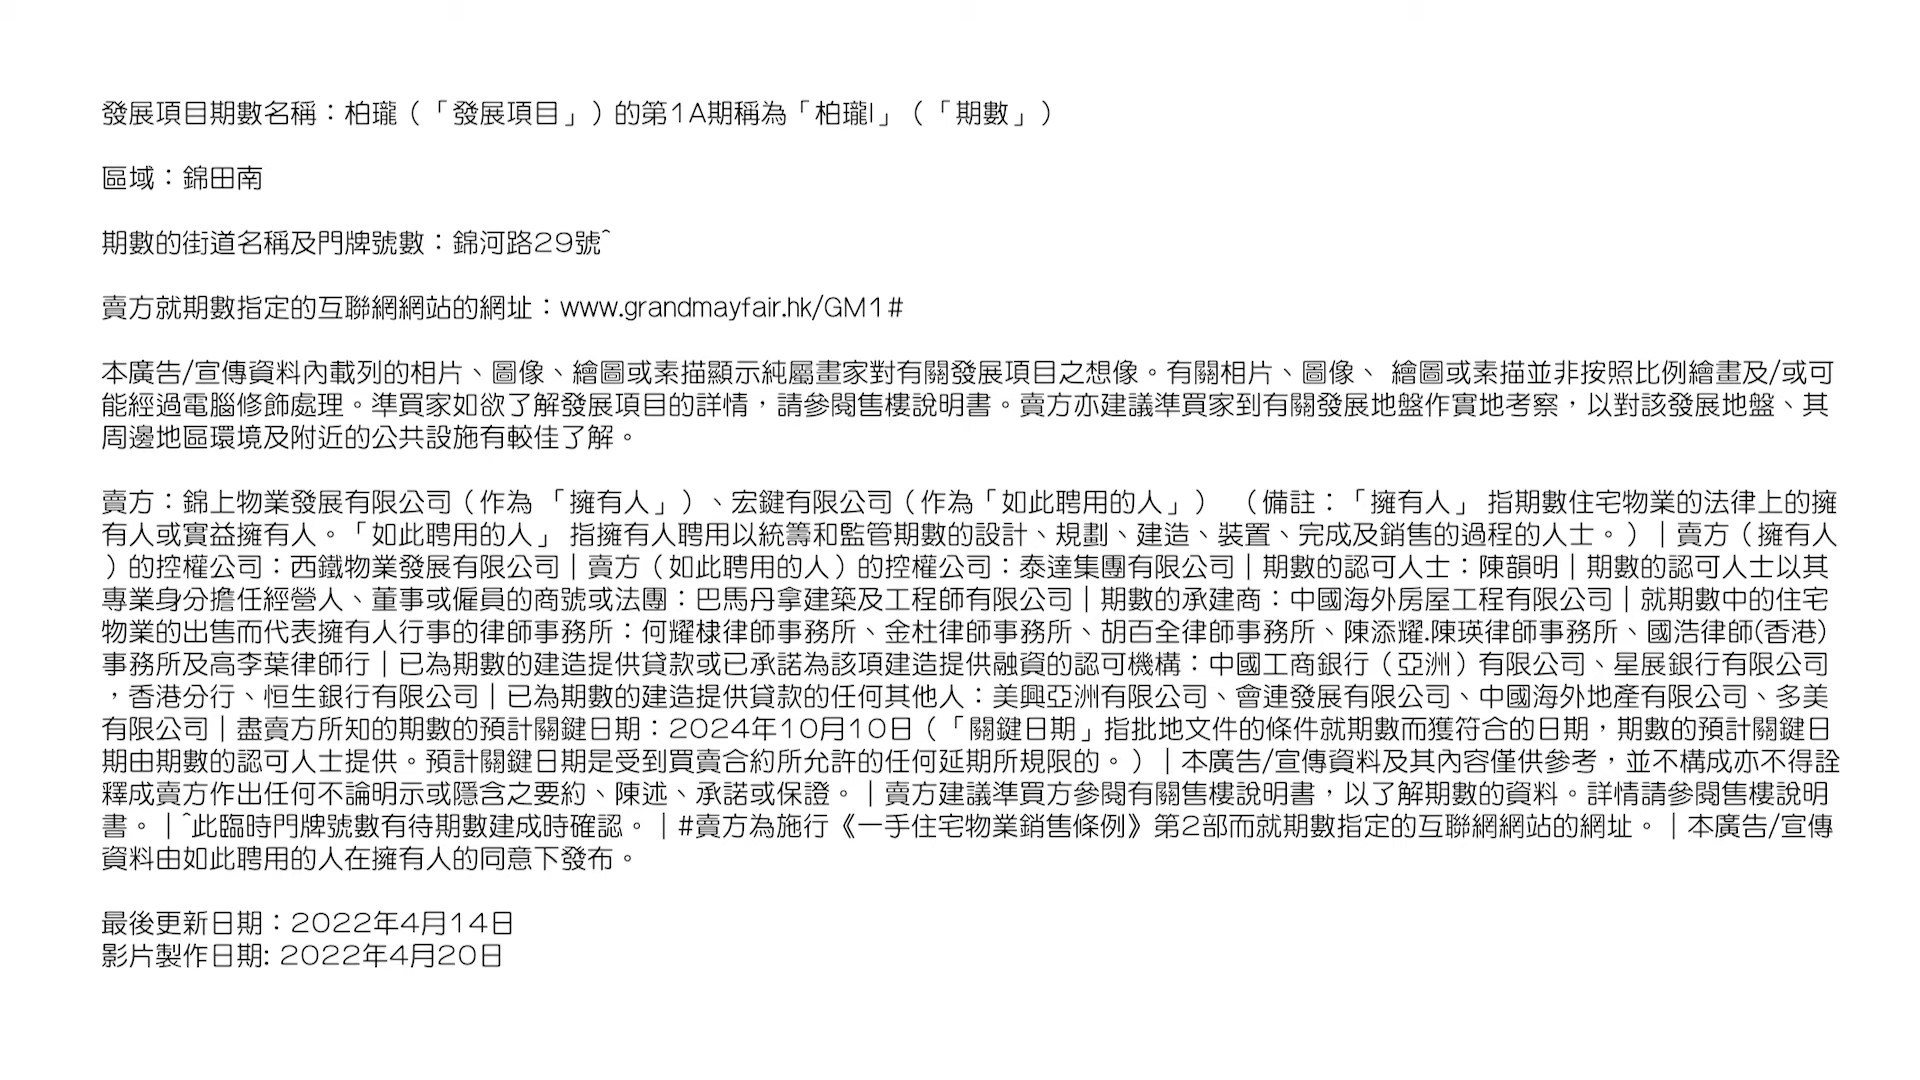 發展項目期數名稱：柏瓏（「發展項目」）的第1A期稱為「柏瓏I」（「期數」）
區域：錦田南
期數的街道名稱及門牌號數：錦河路29號^
賣方就期數指定的互聯網網站的網址：www.grandmayfair.hk/GM1#
本廣告/宣傳資料內載列的相片、圖像、繪圖或素描顯示純屬畫家對有關發展項目之想像。有關相片、圖像、 繪圖或素描並非按照比例繪畫及/或可
能經過電腦修飾處理。準買家如欲了解發展項目的詳情，請參閱售樓說明書。賣方亦建議準買家到有關發展地盤作實地考察，以對該發展地盤、其
周邊地區環境及附近的公共設施有較佳了解。
賣方：錦上物業發展有限公司（作為 「擁有人」）、宏鍵有限公司（作為「如此聘用的人」） （備註：「擁有人」 指期數住宅物業的法律上的擁
有人或實益擁有人。「如此聘用的人」 指擁有人聘用以統籌和監管期數的設計、規劃、建造、裝置、完成及銷售的過程的人士。）｜賣方（擁有人
）的控權公司：西鐵物業發展有限公司｜賣方（如此聘用的人）的控權公司：泰達集團有限公司｜期數的認可人士：陳韻明｜期數的認可人士以其
專業身分擔任經營人、董事或僱員的商號或法團：巴馬丹拿建築及工程師有限公司｜期數的承建商：中國海外房屋工程有限公司｜就期數中的住宅
物業的出售而代表擁有人行事的律師事務所：何耀棣律師事務所、金杜律師事務所、胡百全律師事務所、陳添耀.陳瑛律師事務所、國浩律師(香港)
事務所及高李葉律師行｜已為期數的建造提供貸款或已承諾為該項建造提供融資的認可機構：中國工商銀行（亞洲）有限公司、星展銀行有限公司
，香港分行、恒生銀行有限公司｜已為期數的建造提供貸款的任何其他人：美興亞洲有限公司、會連發展有限公司、中國海外地產有限公司、多美
有限公司｜盡賣方所知的期數的預計關鍵日期：2024年10月10日（「關鍵日期」指批地文件的條件就期數而獲符合的日期，期數的預計關鍵日
期由期數的認可人士提供。預計關鍵日期是受到買賣合約所允許的任何延期所規限的。）｜本廣告/宣傳資料及其內容僅供參考，並不構成亦不得詮
釋成賣方作出任何不論明示或隱含之要約、陳述、承諾或保證。｜賣方建議準買方參閱有關售樓說明書，以了解期數的資料。詳情請參閱售樓說明
書。｜^此臨時門牌號數有待期數建成時確認。｜#賣方為施行《一手住宅物業銷售條例》第2部而就期數指定的互聯網網站的網址。｜本廣告/宣傳
資料由如此聘用的人在擁有人的同意下發布。
最後更新日期：2022年4月14日
影片製作日期: 2022年4月20日